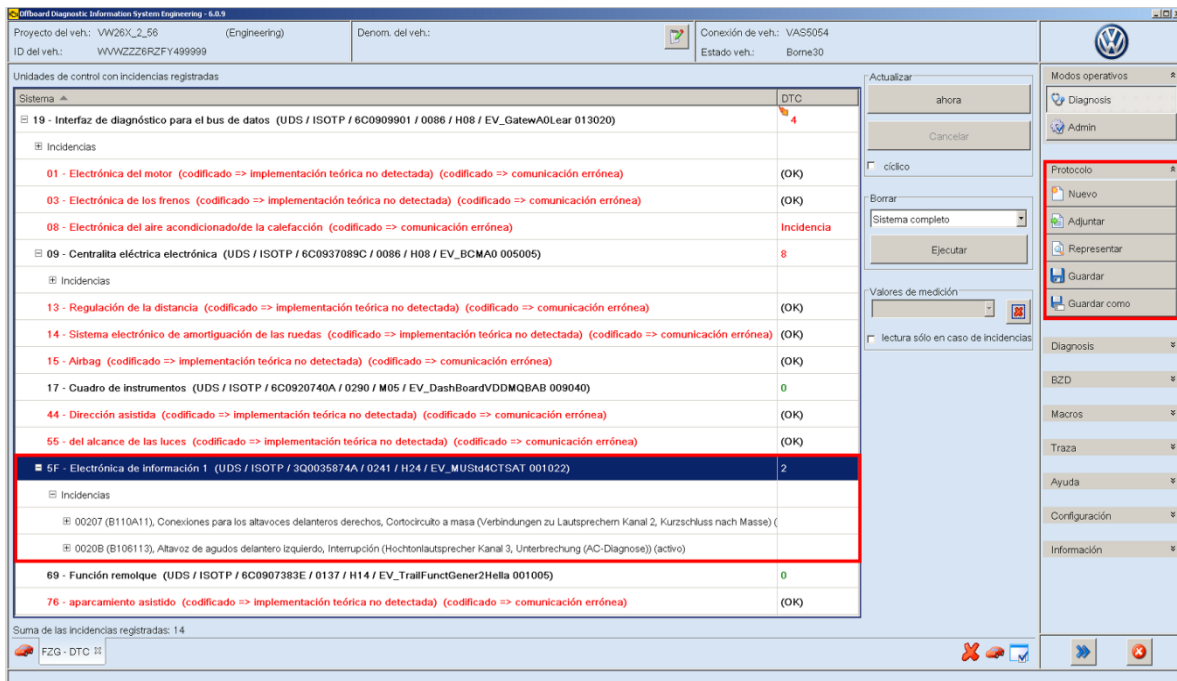 Offboard Diagnostic Information System Engineering - 6.0.9
Proyecto del veh.: VW26X_2_56 (Engineering)
ID del veh.: WVWZZZ6RZFY499999
Denom. del veh.:
Conexión de veh.: VAS5054
Estado veh.: Borne30
Unidades de control con incidencias registradas
Sistema DTC
19 - Interfaz de diagnóstico para el bus de datos (UDS / ISOTP / 6C0909901 / 0086 / H08 / EV_GatewA0Lear 013020) 4
Incidencias
01 - Electrónica del motor (codificado => implementación teórica no detectada) (codificado => comunicación errónea) (OK)
03 - Electrónica de los frenos (codificado => implementación teórica no detectada) (codificado => comunicación errónea) (OK)
08 - Electrónica del aire acondicionado/de la calefacción (codificado => comunicación errónea) Incidencia
09 - Centralita eléctrica electrónica (UDS / ISOTP / 6C0937089C / 0086 / H08 / EV_BCMA0 005005) 8
Incidencias
13 - Regulación de la distancia (codificado => implementación teórica no detectada) (codificado => comunicación errónea) (OK)
14 - Sistema electrónico de amortiguación de las ruedas (codificado => implementación teórica no detectada) (codificado => comunicación errónea) (OK)
15 - Airbag (codificado => implementación teórica no detectada) (codificado => comunicación errónea) (OK)
17 - Cuadro de instrumentos (UDS / ISOTP / 6C0920740A / 0290 / M05 / EV_DashBoardVDDMQBAB 009040) 0
44 - Dirección asistida (codificado => implementación teórica no detectada) (codificado => comunicación errónea) (OK)
55 - del alcance de las luces (codificado => implementación teórica no detectada) (codificado => comunicación errónea) (OK)
5F - Electrónica de información 1 (UDS / ISOTP / 3Q0035874A / 0241 / H24 / EV_MUStd4CTSAT 001022) 2
Incidencias
00207 (B110A11), Conexiones para los altavoces delanteros derechos, Cortocircuito a masa (Verbindungen zu Lautsprechern Kanal 2, Kurzschluss nach Masse) (
0020B (B106113), Altavoz de agudos delantero izquierdo, Interrupción (Hochtonlautsprecher Kanal 3, Unterbrechung (AC-Diagnose)) (activo)
69 - Función remolque (UDS / ISOTP / 6C0907383E / 0137 / H14 / EV_TrailFunctGener2Hella 001005) 0
76 - aparcamiento asistido (codificado => implementación teórica no detectada) (codificado => comunicación errónea) (OK)
Suma de las incidencias registradas: 14
FZG - DTC
Actualizar
ahora
Cancelar
cíclico
Borrar
Sistema completo
Ejecutar
Valores de medición
lectura sólo en caso de incidencias
Modos operativos
Diagnosis
Admin
Protocolo
Nuevo
Adjuntar
Representar
Guardar
Guardar como
Diagnosis
BZD
Macros
Traza
Ayuda
Configuración
Información